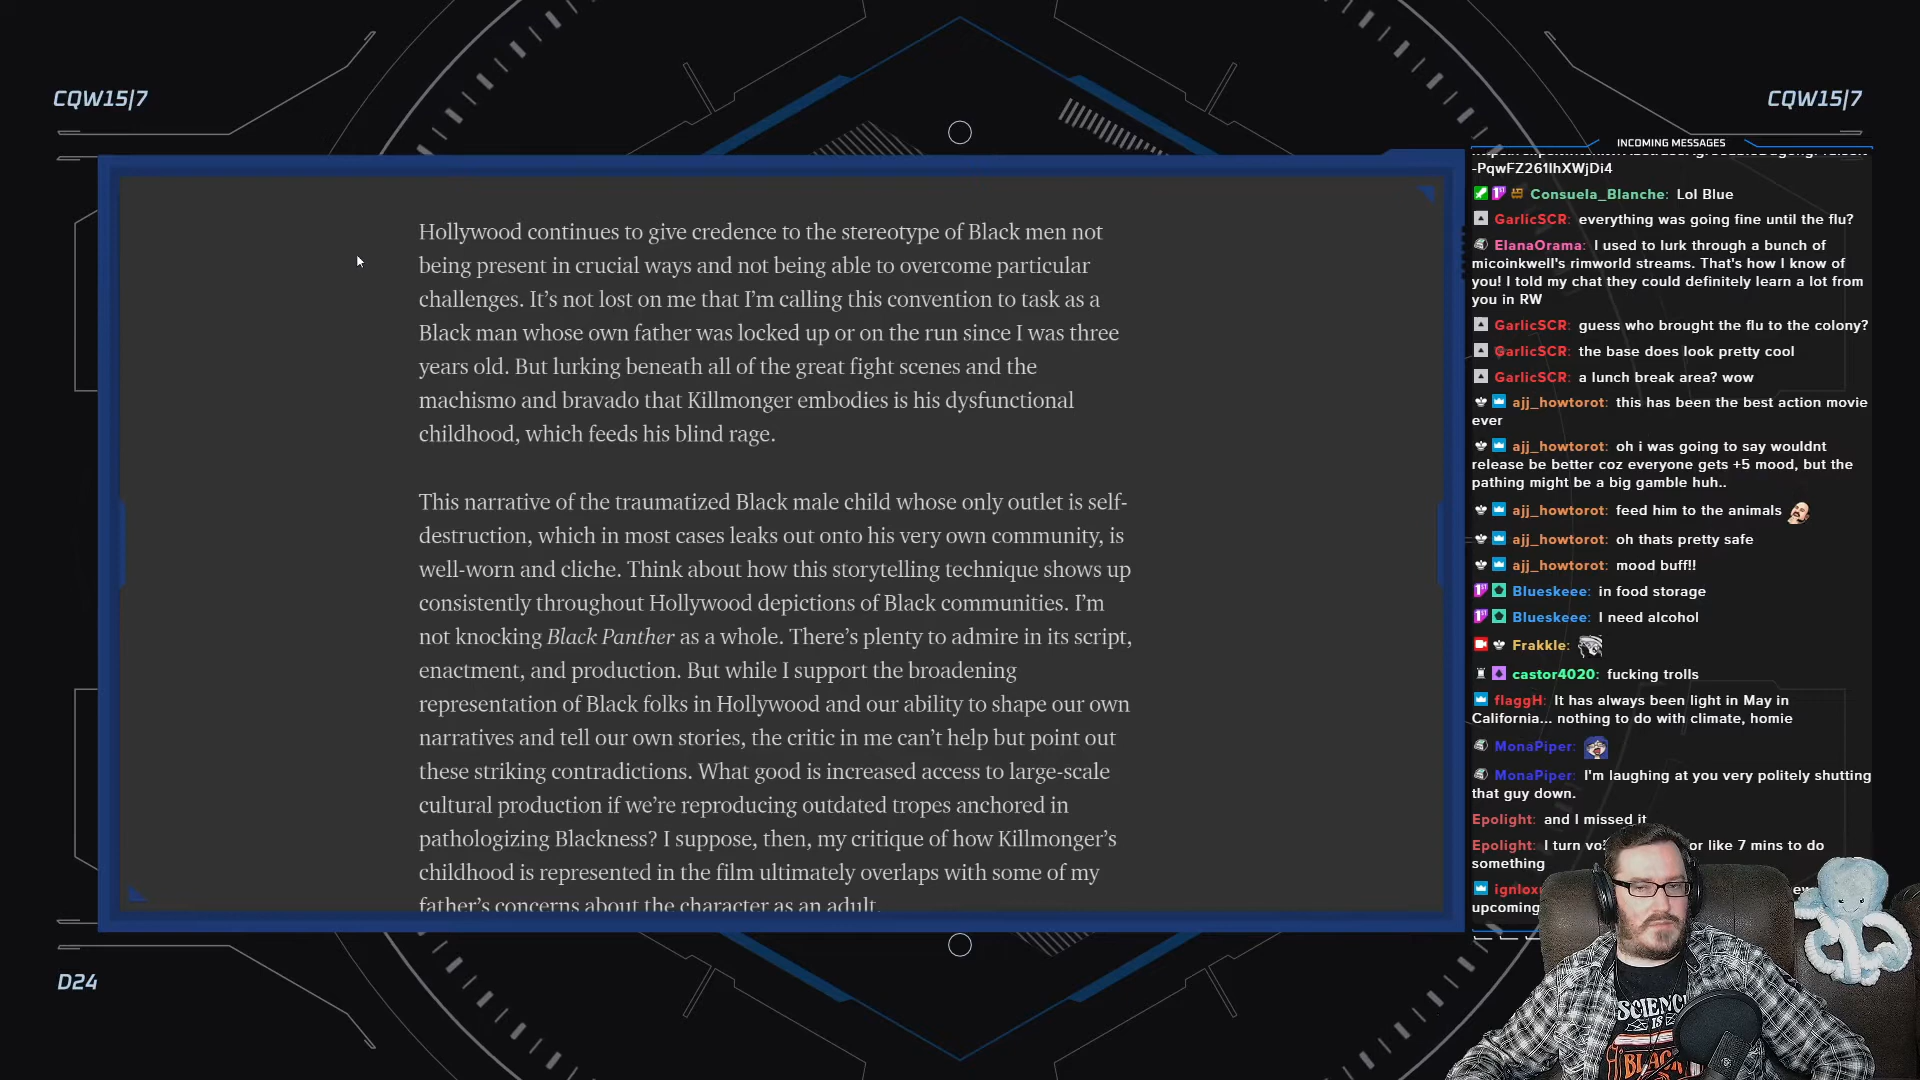 CQW15|7
CQW15|7
INCOMING MESSAGES
Hollywood continues to give credence to the stereotype of Black men not
being present in crucial ways and not being able to overcome particular
challenges. It’s not lost on me that I’m calling this convention to task as a
Black man whose own father was locked up or on the run since I was three
years old. But lurking beneath all of the great fight scenes and the
machismo and bravado that Killmonger embodies is his dysfunctional
childhood, which feeds his blind rage.
This narrative of the traumatized Black male child whose only outlet is self-
destruction, which in most cases leaks out onto his very own community, is
well-worn and cliche. Think about how this storytelling technique shows up
consistently throughout Hollywood depictions of Black communities. I’m
not knocking Black Panther as a whole. There’s plenty to admire in its script,
enactment, and production. But while I support the broadening
representation of Black folks in Hollywood and our ability to shape our own
narratives and tell our own stories, the critic in me can’t help but point out
these striking contradictions. What good is increased access to large-scale
cultural production if we’re reproducing outdated tropes anchored in
pathologizing Blackness? I suppose, then, my critique of how Killmonger’s
childhood is represented in the film ultimately overlaps with some of my
father’s concerns about the character as an adult.
-PqwFZ261IhXWjDi4
Consuela_Blanche: Lol Blue
GarlicSCR: everything was going fine until the flu?
ElanaOrama: I used to lurk through a bunch of
micoinkwell's rimworld streams. That's how I know of
you! I told my chat they could definitely learn a lot from
you in RW
GarlicSCR: guess who brought the flu to the colony?
GarlicSCR: the base does look pretty cool
GarlicSCR: a lunch break area? wow
ajj_howtorot: this has been the best action movie
ever
ajj_howtorot: oh i was going to say wouldnt
release be better coz everyone gets +5 mood, but the
pathing might be a big gamble huh..
ajj_howtorot: feed him to the animals
ajj_howtorot: oh thats pretty safe
ajj_howtorot: mood buff!!
Blueskeee: in food storage
Blueskeee: I need alcohol
Frakkle:
castor4020: fucking trolls
flaggH: It has always been light in May in
California... nothing to do with climate, homie
MonaPiper:
MonaPiper: I'm laughing at you very politely shutting
that guy down.
Epolight: and I missed it
Epolight: I turn or like 7 mins to do
something
upcoming
D24
SCIENCE
IS